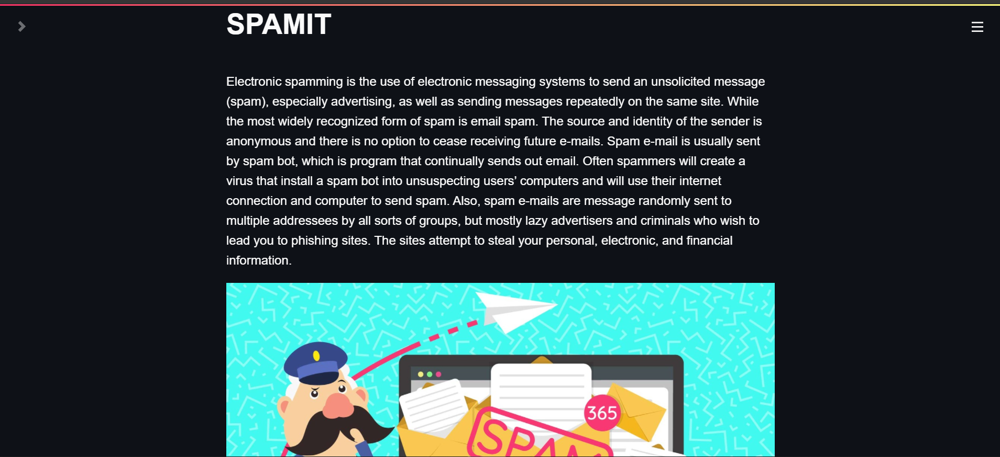 SPAMIT
Electronic spamming is the use of electronic messaging systems to send an unsolicited message
(spam), especially advertising, as well as sending messages repeatedly on the same site. While
the most widely recognized form of spam is email spam. The source and identity of the sender is
anonymous and there is no option to cease receiving future e-mails. Spam e-mail is usually sent
by spam bot, which is program that continually sends out email. Often spammers will create a
virus that install a spam bot into unsuspecting users’ computers and will use their internet
connection and computer to send spam. Also, spam e-mails are message randomly sent to
multiple addressees by all sorts of groups, but mostly lazy advertisers and criminals who wish to
lead you to phishing sites. The sites attempt to steal your personal, electronic, and financial
information.
365
SPAM